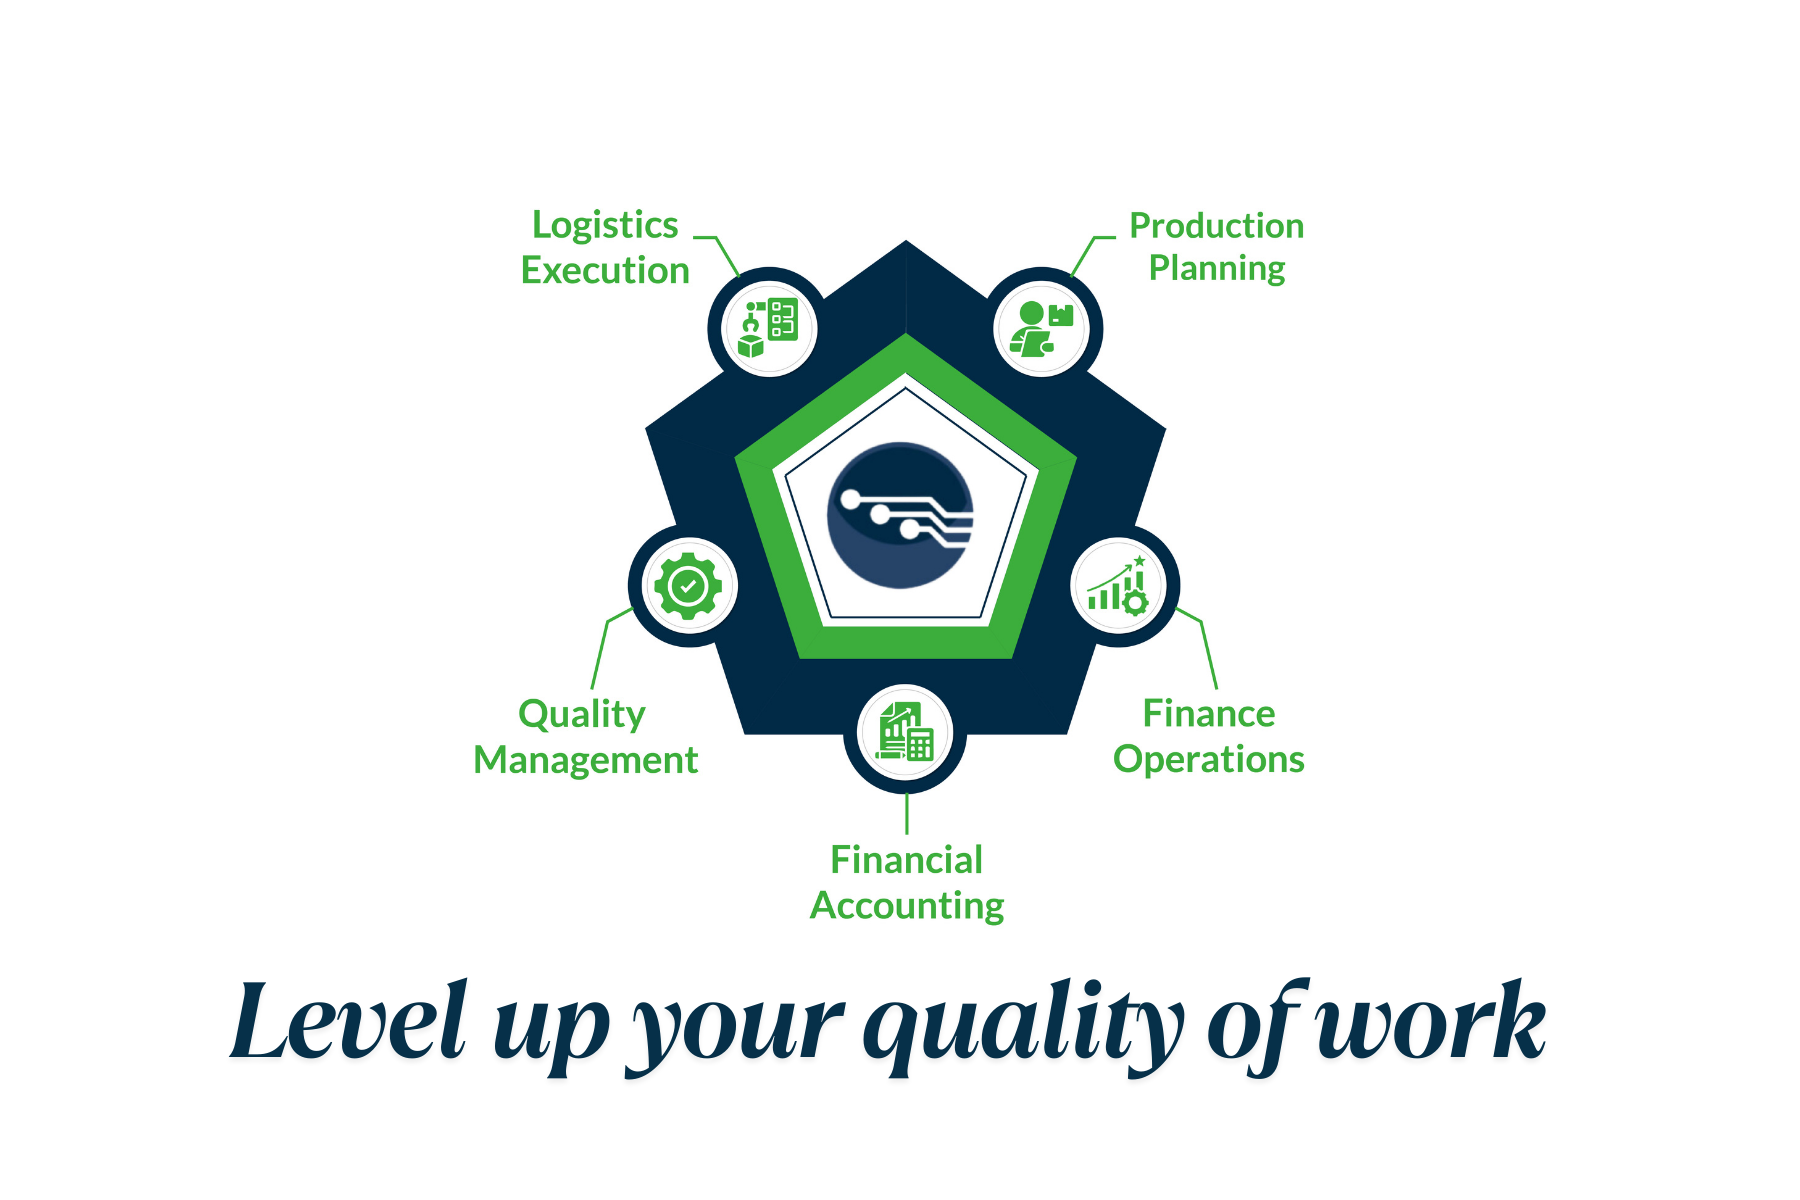 Logistics
Execution
Production
Planning
Quality
Management
Finance
Operations
Financial
Accounting
Level up your quality of work